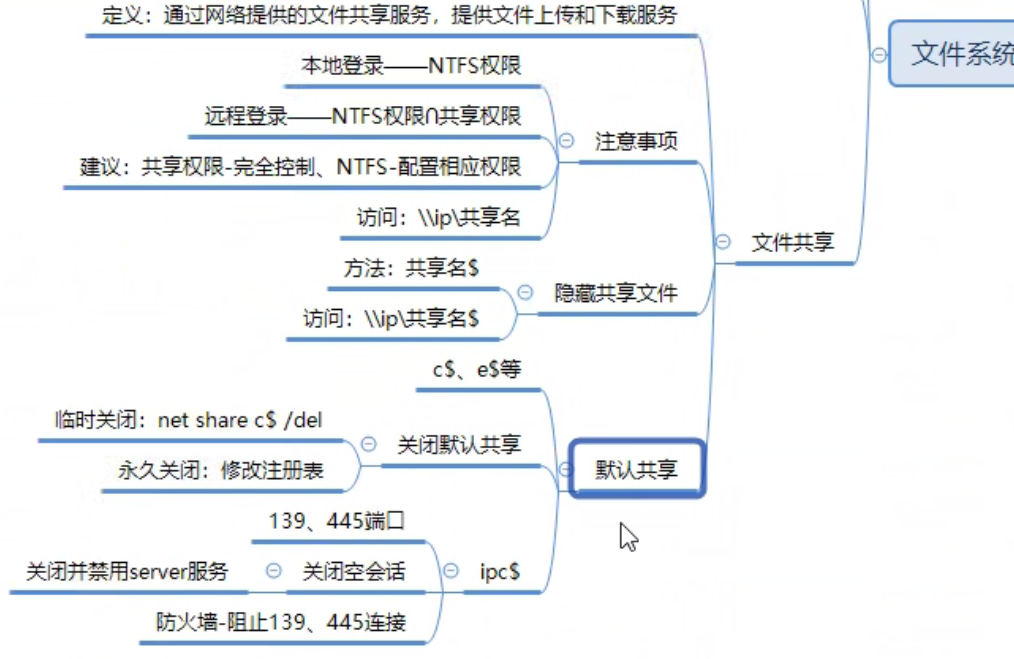 定义：通过网络提供的文件共享服务，提供文件上传和下载服务
文件系统
本地登录——NTFS权限
远程登录——NTFS权限∩共享权限
注意事项
建议：共享权限-完全控制、NTFS-配置相应权限
访问：\\ip\共享名
文件共享
方法：共享名$
隐藏共享文件
访问：\\ip\共享名$
c$、e$等
临时关闭：net share c$ /del
关闭默认共享
永久关闭：修改注册表
默认共享
139、445端口
关闭并禁用server服务
关闭空会话
ipc$
防火墙-阻止139、445连接